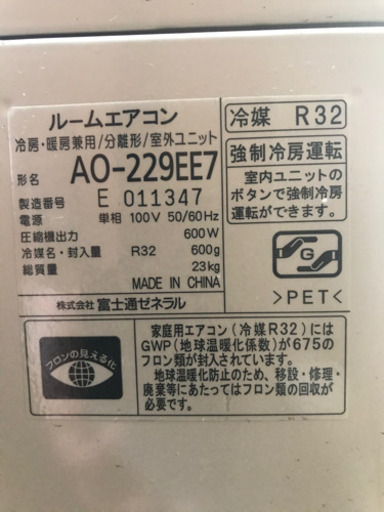 ルームエアコン
冷房・暖房兼用/分離形/室外ユニット
形名 AO-229EE7
製造番号 E 011347
電源 単相 100V 50/60Hz
圧縮機出力 600W
冷媒名・封入量 R32 600g
総質量 23kg
MADE IN CHINA
株式会社 富士通ゼネラル
冷媒 R32
強制冷房運転
室内ユニットの
ボタンで強制冷房
運転ができます。
G
>PET<
フロンの見える化
家庭用エアコン(冷媒R32)には
GWP(地球温暖化係数)が675の
フロン類が封入されています。
地球温暖化防止のため、移設・修理・
廃棄等にあたってはフロン類の回収が
必要です。